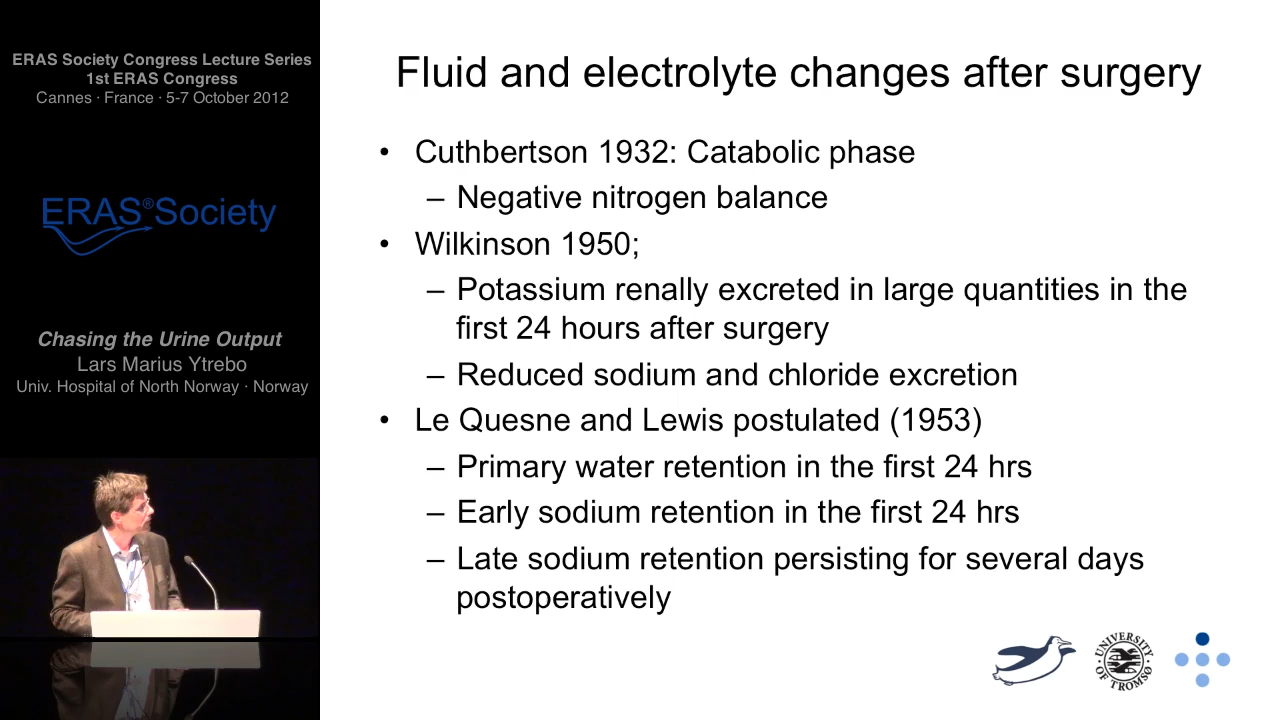 ERAS Society Congress Lecture Series
1st ERAS Congress
Cannes · France · 5-7 October 2012
ERAS®Society
Chasing the Urine Output
Lars Marius Ytrebo
Univ. Hospital of North Norway · Norway
Fluid and electrolyte changes after surgery
• Cuthbertson 1932: Catabolic phase
– Negative nitrogen balance
• Wilkinson 1950;
– Potassium renally excreted in large quantities in the
first 24 hours after surgery
– Reduced sodium and chloride excretion
• Le Quesne and Lewis postulated (1953)
– Primary water retention in the first 24 hrs
– Early sodium retention in the first 24 hrs
– Late sodium retention persisting for several days
postoperatively
UNIVERSITY
OF TROMSØ